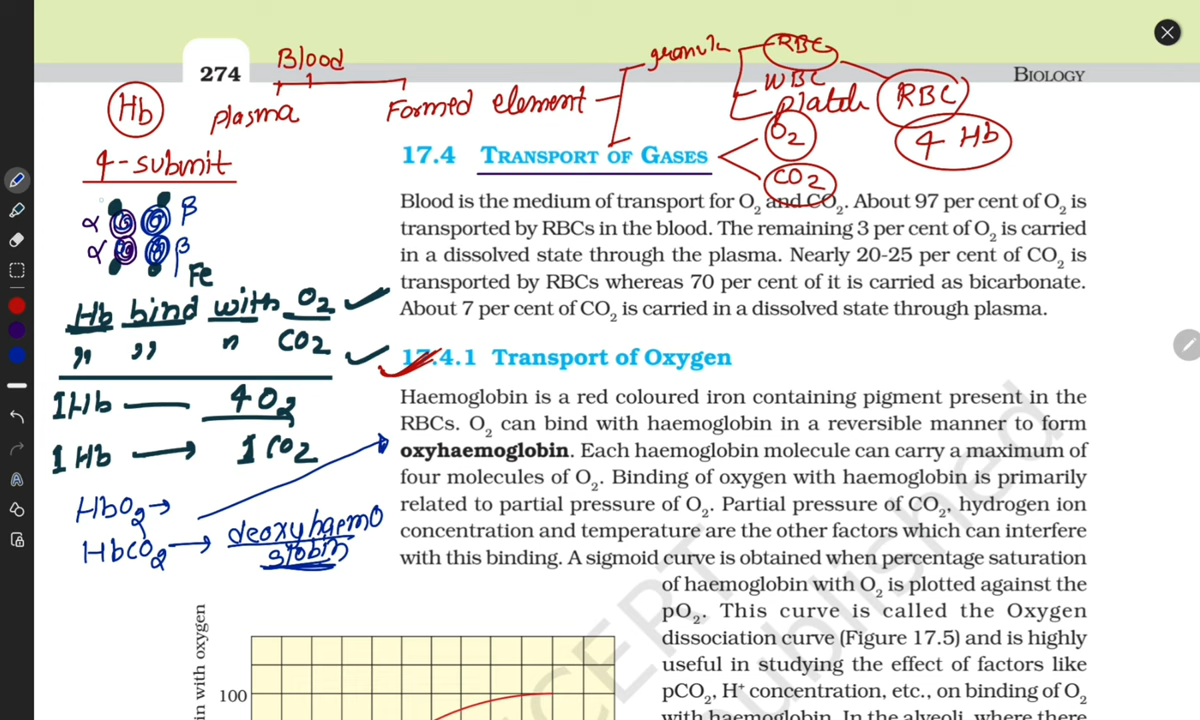 274
BIOLOGY
Blood
Plasma
Formed element
RBC
WBC
RBC
4 Hb
O2
CO2
Hb
4-subunit
α β
α β
Fe
Hb bind with O2
" " " CO2
1Hb — 4O2
1 Hb → 1 CO2
HbO2 →
HbCO2 → deoxyhaemo
globin
17.4 TRANSPORT OF GASES
Blood is the medium of transport for O2 and CO2. About 97 per cent of O2 is
transported by RBCs in the blood. The remaining 3 per cent of O2 is carried
in a dissolved state through the plasma. Nearly 20-25 per cent of CO2 is
transported by RBCs whereas 70 per cent of it is carried as bicarbonate.
About 7 per cent of CO2 is carried in a dissolved state through plasma.
17.4.1 Transport of Oxygen
Haemoglobin is a red coloured iron containing pigment present in the
RBCs. O2 can bind with haemoglobin in a reversible manner to form
oxyhaemoglobin. Each haemoglobin molecule can carry a maximum of
four molecules of O2. Binding of oxygen with haemoglobin is primarily
related to partial pressure of O2. Partial pressure of CO2, hydrogen ion
concentration and temperature are the other factors which can interfere
with this binding. A sigmoid curve is obtained when percentage saturation
of haemoglobin with O2 is plotted against the
pO2. This curve is called the Oxygen
dissociation curve (Figure 17.5) and is highly
useful in studying the effect of factors like
pCO2, H+ concentration, etc., on binding of O2
with haemoglobin. In the alveoli, where there
in with oxygen
100